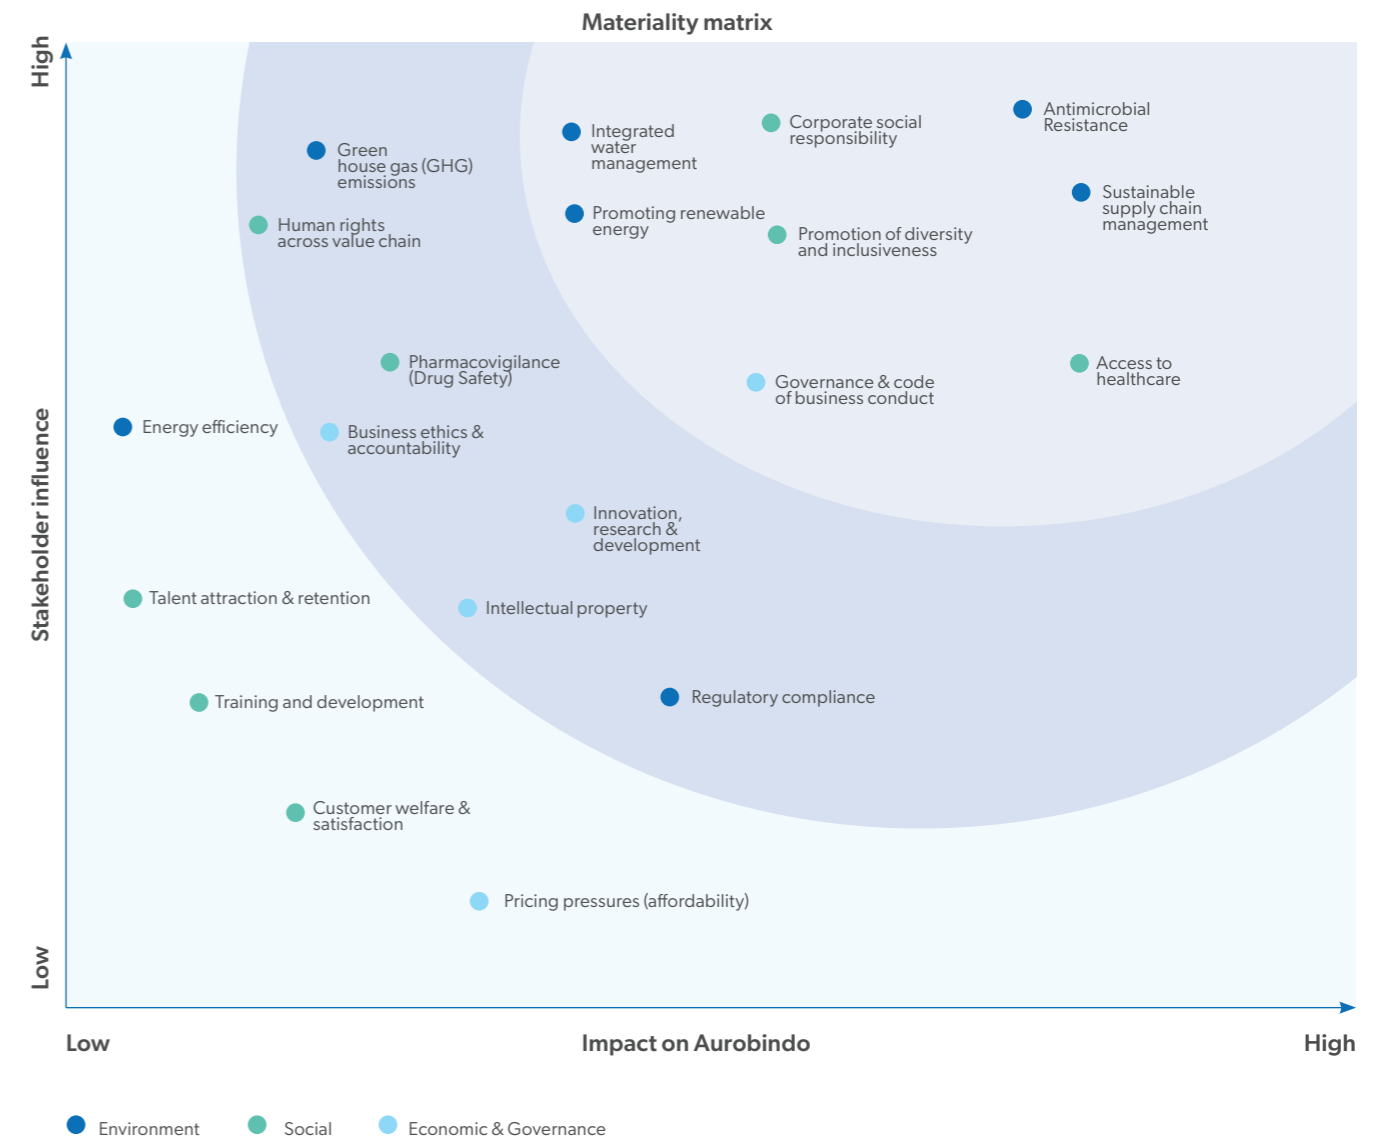 Materiality matrix
High
Stakeholder influence
Low
Green
house gas (GHG)
emissions
Human rights
across value chain
Integrated
water
management
Promoting renewable
energy
Corporate social
responsibility
Promotion of diversity
and inclusiveness
Antimicrobial
Resistance
Sustainable
supply chain
management
Pharmacovigilance
(Drug Safety)
Governance & code
of business conduct
Access to
healthcare
Energy efficiency
Business ethics &
accountability
Innovation,
research &
development
Talent attraction & retention
Intellectual property
Training and development
Regulatory compliance
Customer welfare &
satisfaction
Pricing pressures (affordability)
Low
Impact on Aurobindo
High
Environment
Social
Economic & Governance